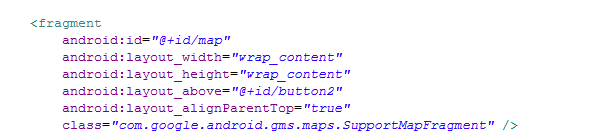 <fragment
android:id="@+id/map"
android:layout_width="wrap_content"
android:layout_height="wrap_content"
android:layout_above="@+id/button2"
android:layout_alignParentTop="true"
class="com.google.android.gms.maps.SupportMapFragment" />